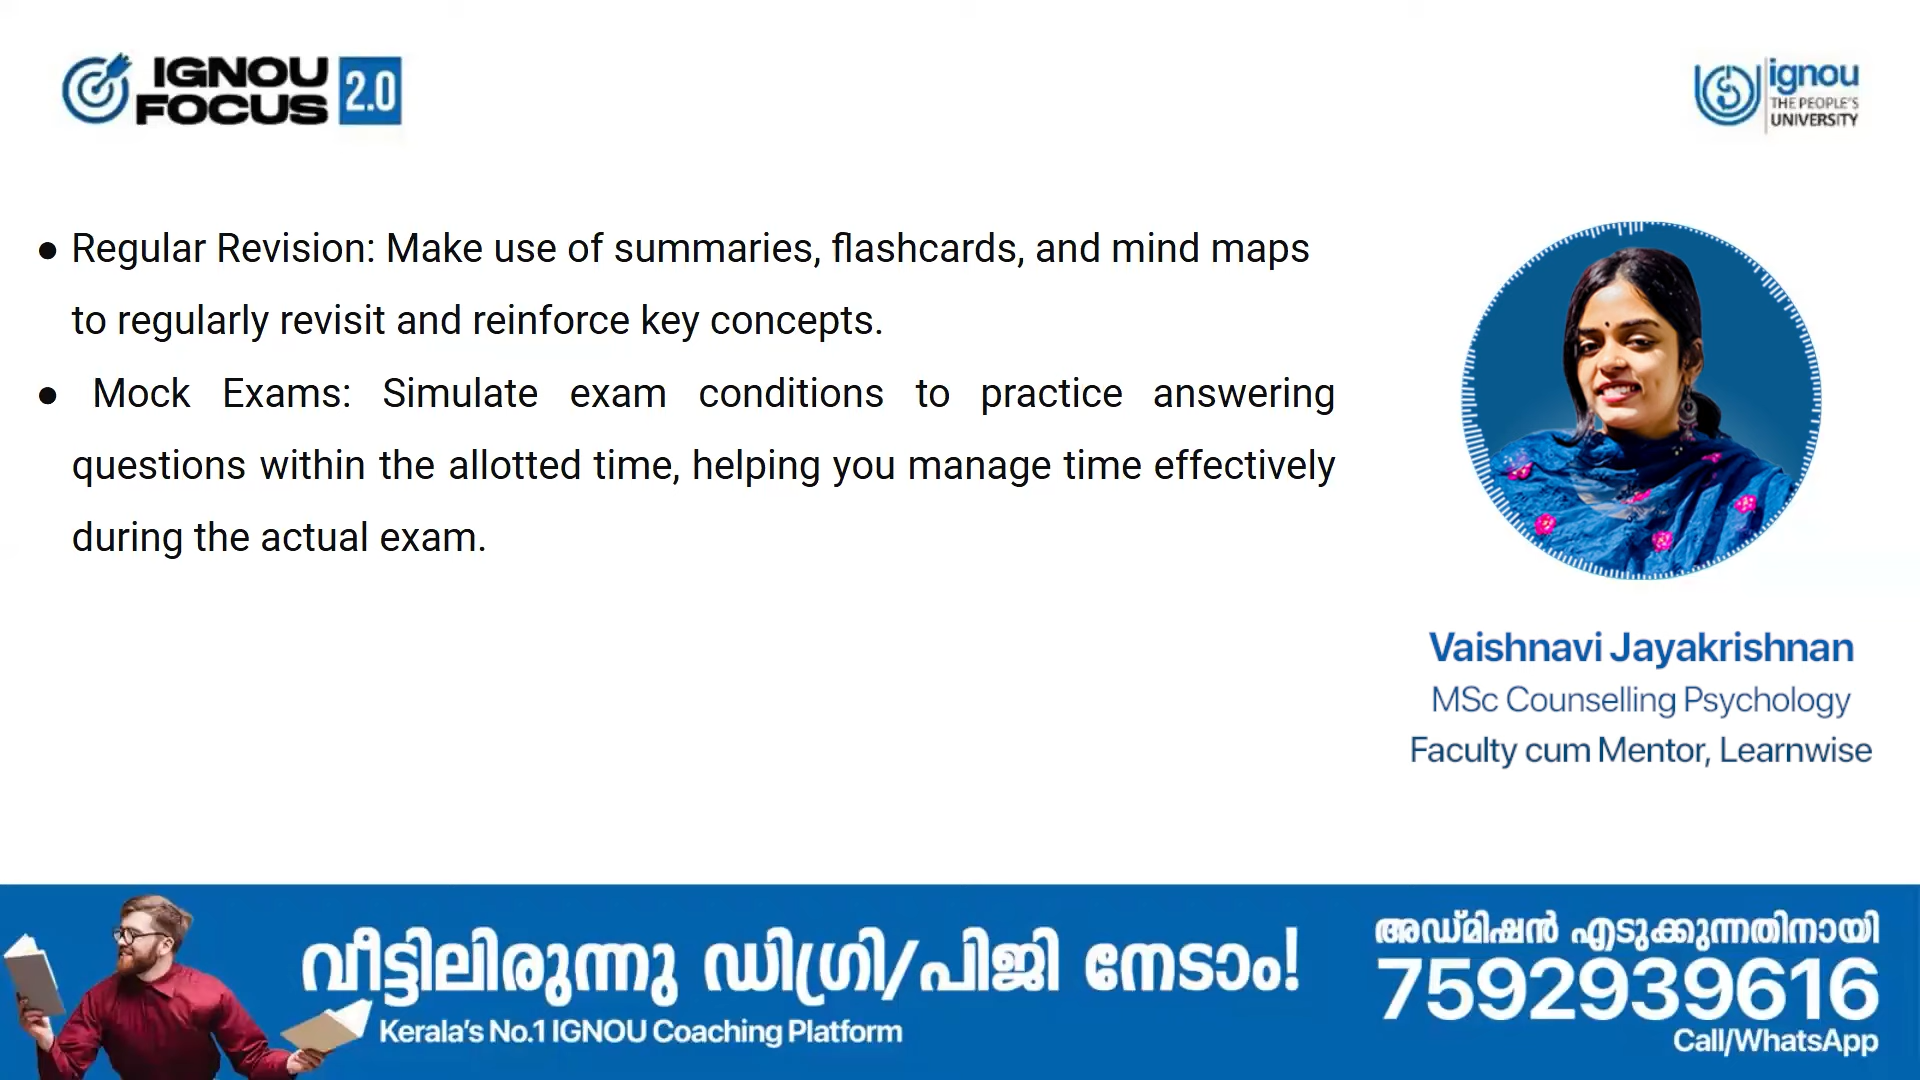 IGNOU
FOCUS 2.0
ignou
THE PEOPLE'S
UNIVERSITY
● Regular Revision: Make use of summaries, flashcards, and mind maps
to regularly revisit and reinforce key concepts.
● Mock Exams: Simulate exam conditions to practice answering
questions within the allotted time, helping you manage time effectively
during the actual exam.
Vaishnavi Jayakrishnan
MSc Counselling Psychology
Faculty cum Mentor, Learnwise
വീട്ടിലിരുന്നു ഡിഗ്രി/പിജി നേടാം!
Kerala's No.1 IGNOU Coaching Platform
അഡ്മിഷൻ എടുക്കുന്നതിനായി
7592939616
Call/WhatsApp